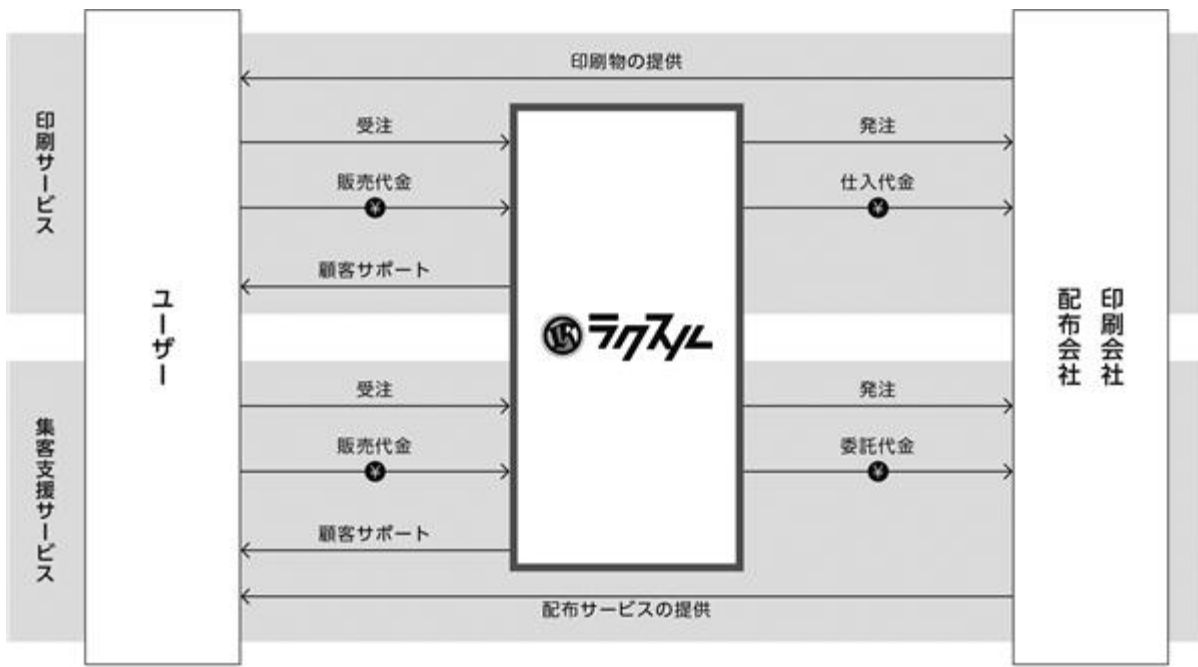 印刷物の提供
印刷サービス
受注
発注
販売代金
¥
仕入代金
¥
顧客サポート
ユーザー
ラクスル
印刷会社
配布会社
集客支援サービス
受注
発注
販売代金
¥
委託代金
¥
顧客サポート
配布サービスの提供